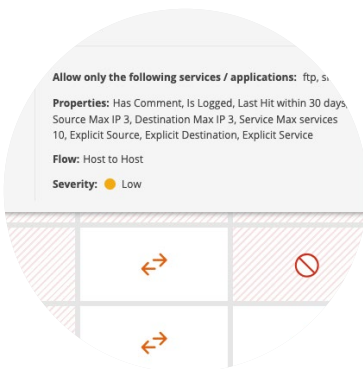 Allow only the following services / applications: ftp,
Properties: Has Comment, Is Logged, Last Hit within 30 days,
Source Max IP 3, Destination Max IP 3, Service Max services
10, Explicit Source, Explicit Destination, Explicit Service
Flow: Host to Host
Severity: Low